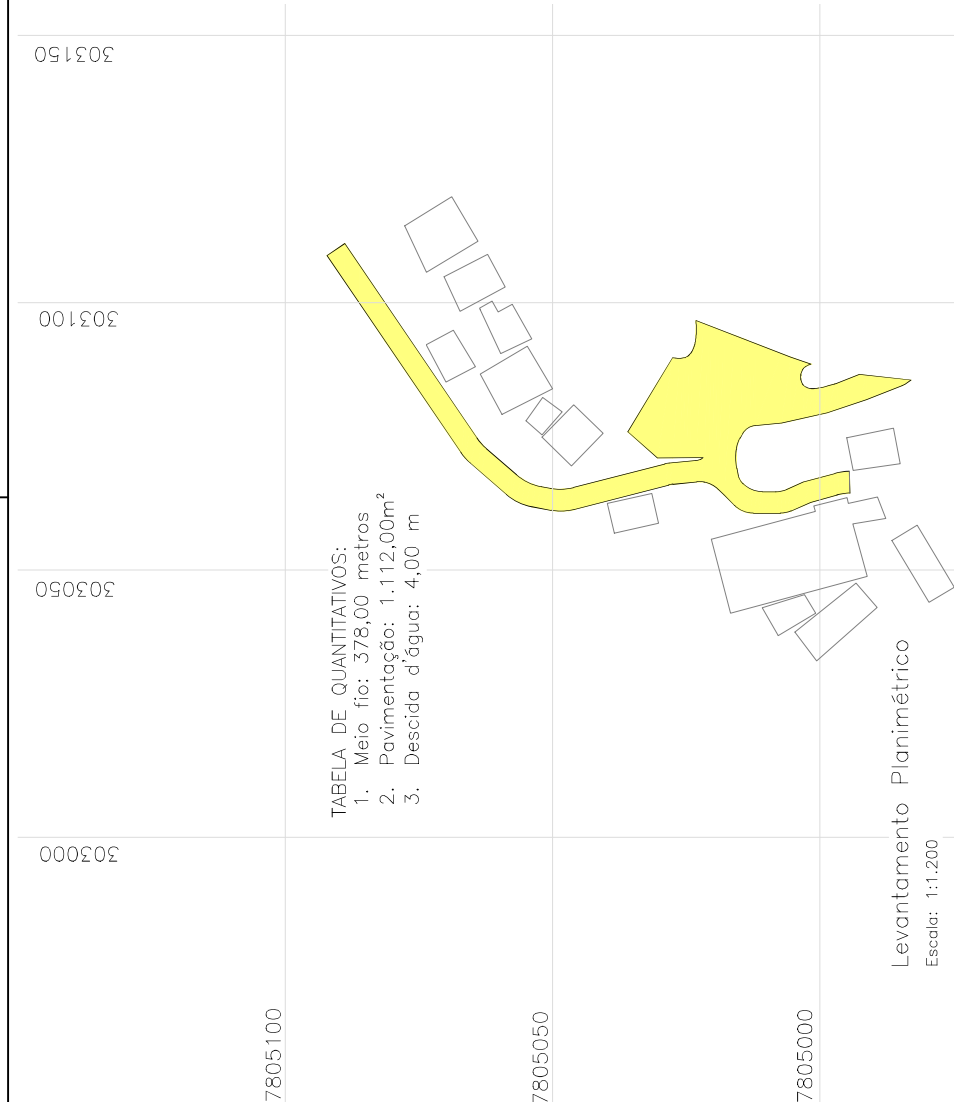 303150
303100
303050
303000
TABELA DE QUANTITATIVOS:
1. Meio fio: 378,00 metros
2. Pavimentação: 1.112,00m²
3. Descida d'água: 4,00 m
Levantamento Planimétrico
Escala: 1:1.200
7805100
7805050
7805000